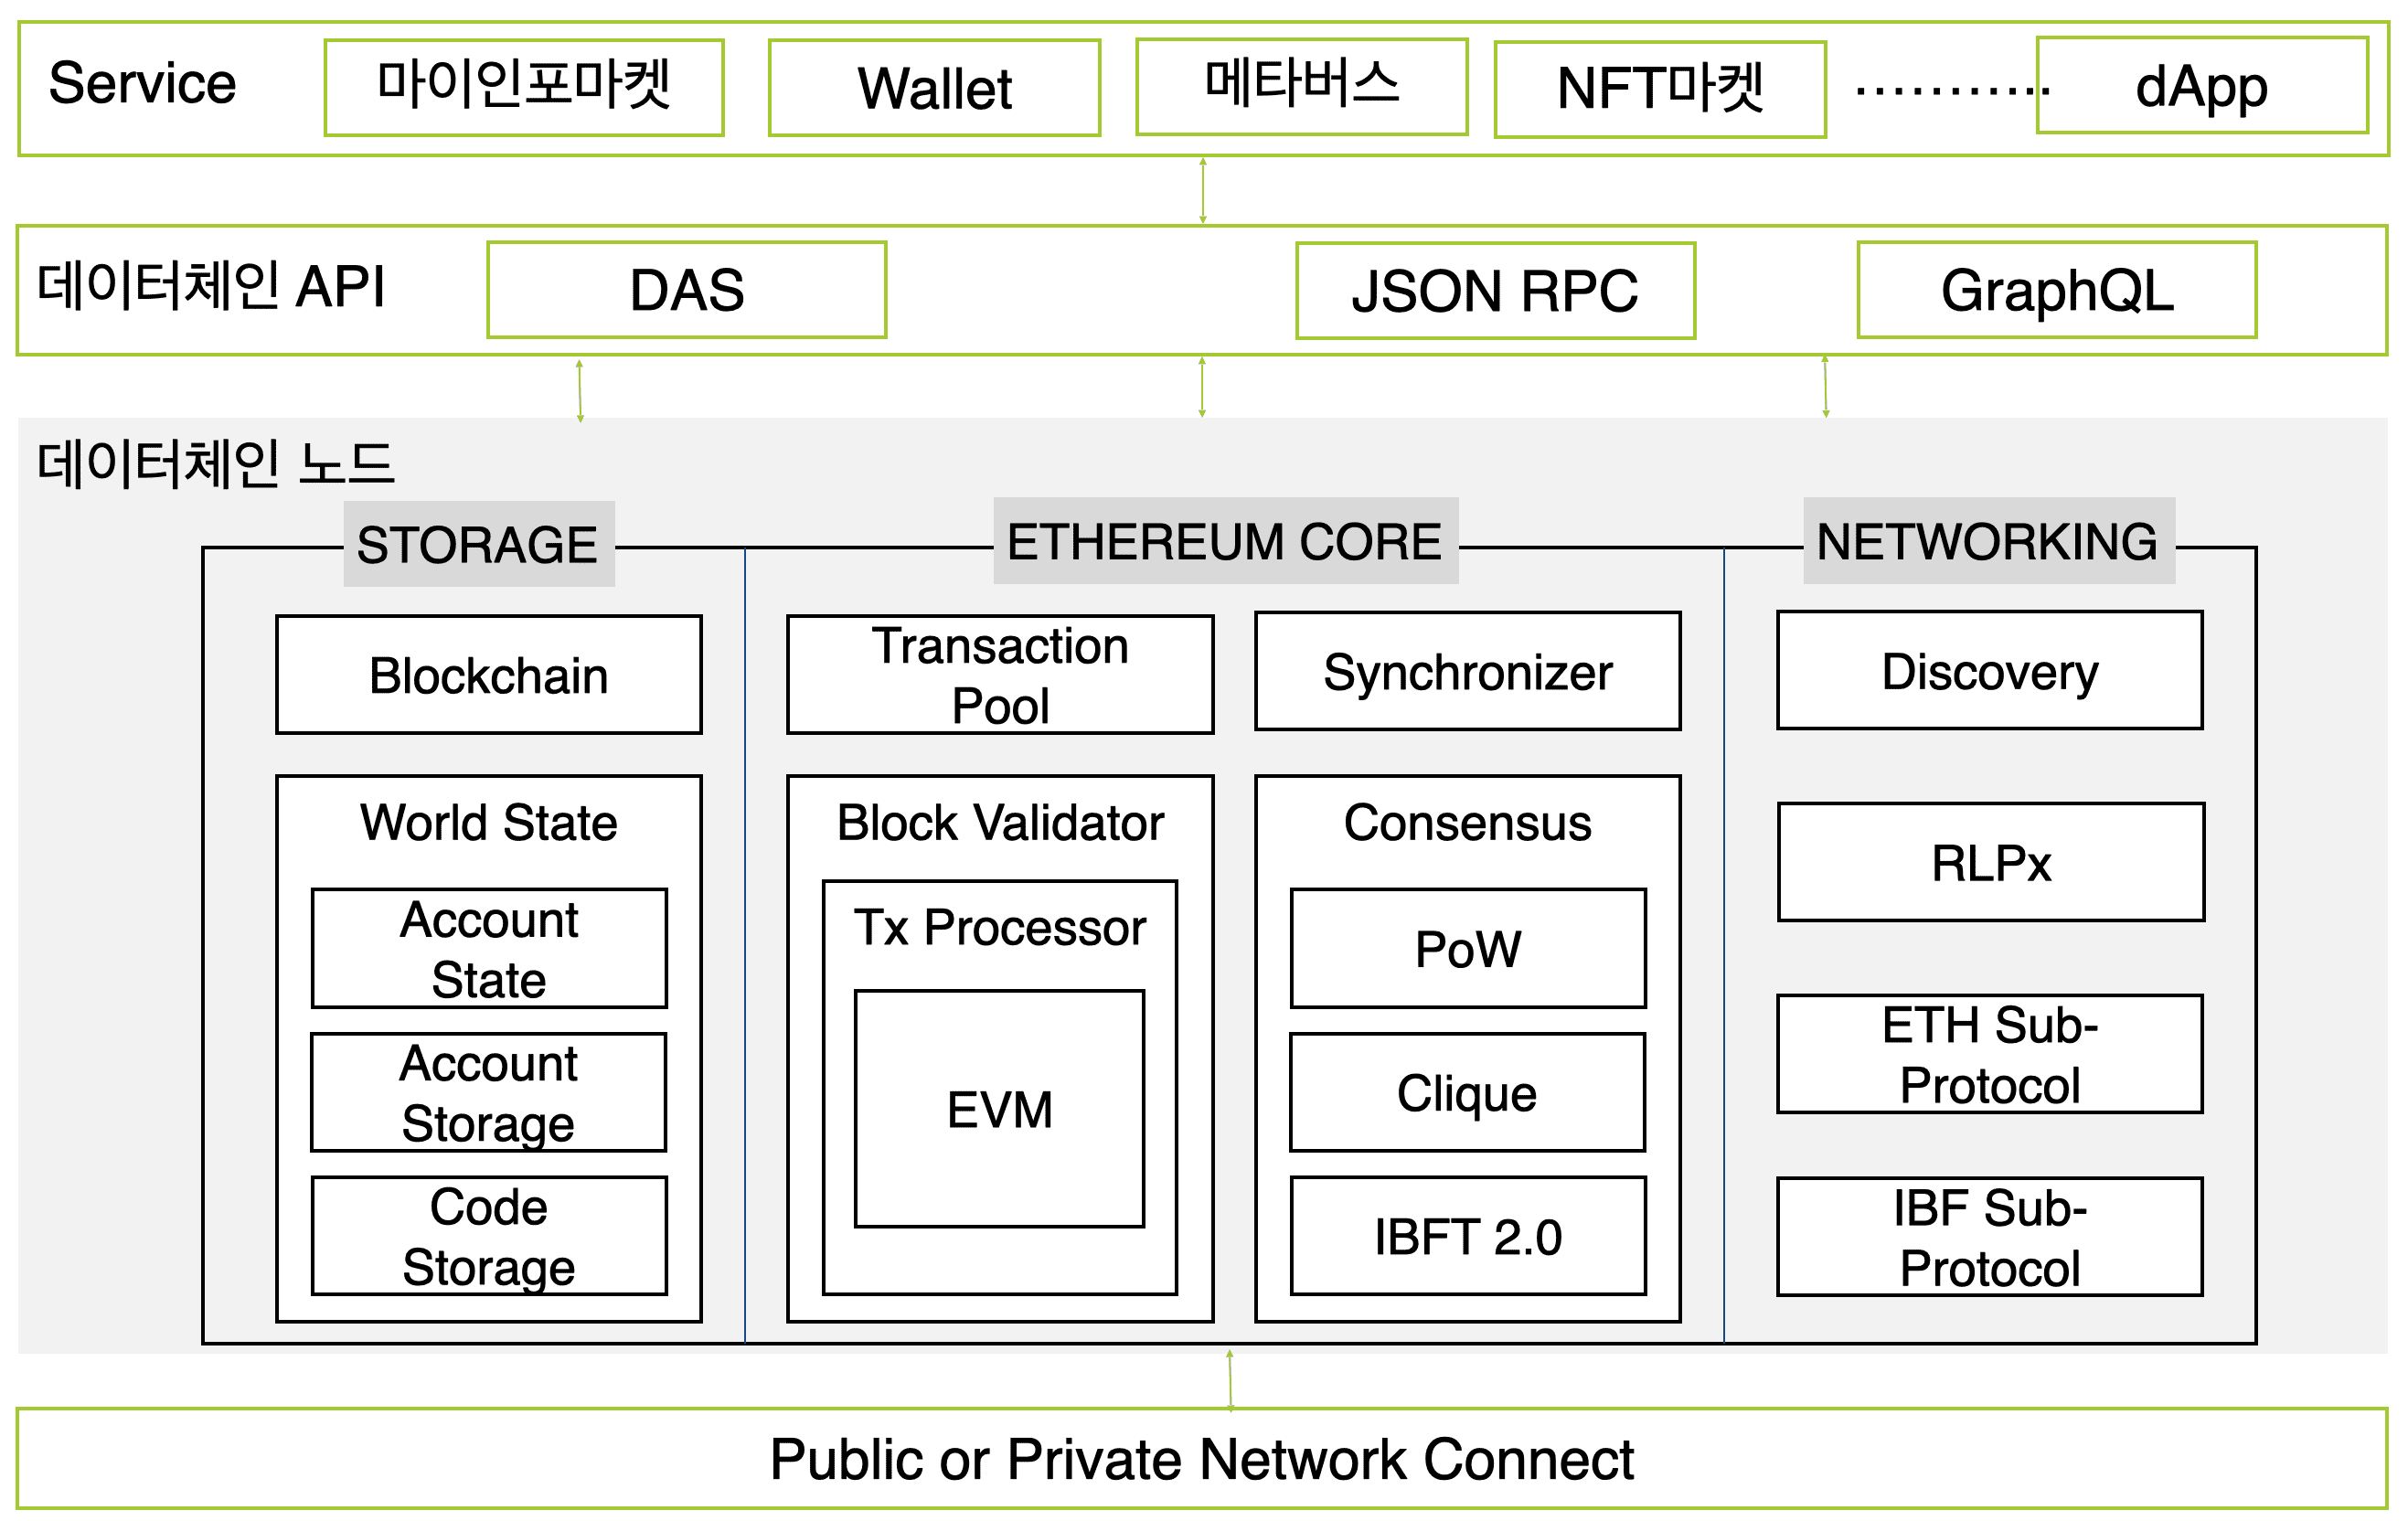 Service
마이인포마켓
Wallet
메타버스
NFT마켓
...........
dApp
데이터체인 API
DAS
JSON RPC
GraphQL
데이터체인 노드
STORAGE
ETHEREUM CORE
NETWORKING
Blockchain
World State
Account
State
Account
Storage
Code
Storage
Transaction
Pool
Synchronizer
Block Validator
Tx Processor
EVM
Consensus
PoW
Clique
IBFT 2.0
Discovery
RLPx
ETH Sub-
Protocol
IBF Sub-
Protocol
Public or Private Network Connect